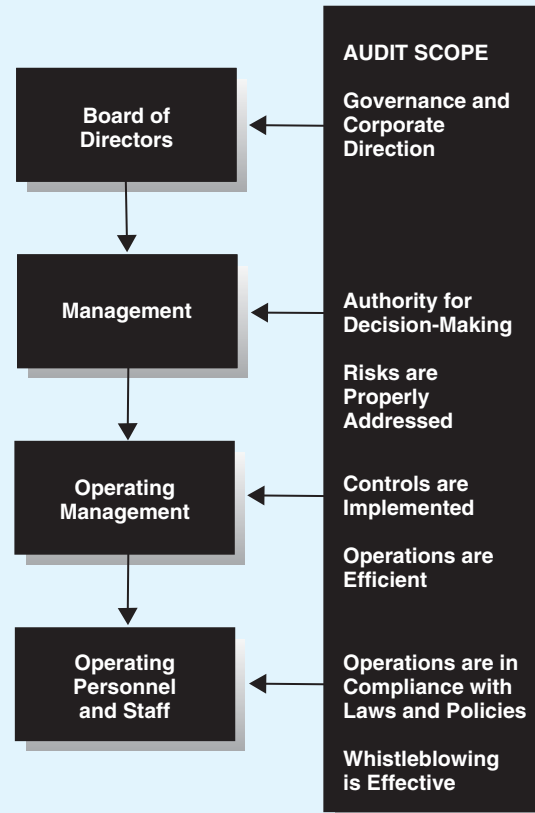 Board of
Directors
Management
Operating
Management
Operating
Personnel
and Staff
AUDIT SCOPE
Governance and
Corporate
Direction
Authority for
Decision-Making
Risks are
Properly
Addressed
Controls are
Implemented
Operations are
Efficient
Operations are in
Compliance with
Laws and Policies
Whistleblowing
is Effective